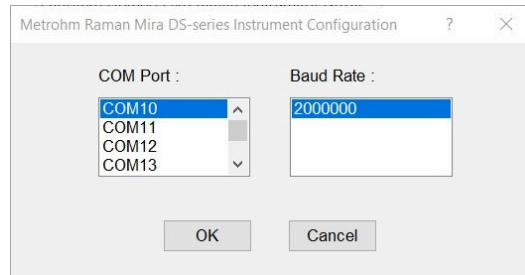 Metrohm Raman Mira DS-series Instrument Configuration ?
COM Port :
COM10
COM11
COM12
COM13
Baud Rate :
2000000
OK
Cancel